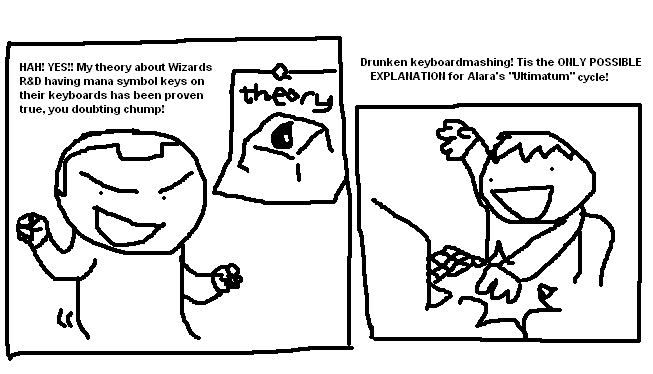 HAH! YES!! My theory about Wizards
R&D having mana symbol keys on
their keyboards has been proven
true, you doubting chump!
theory
Drunken keyboardmashing! Tis the ONLY POSSIBLE
EXPLANATION for Alara's "Ultimatum" cycle!